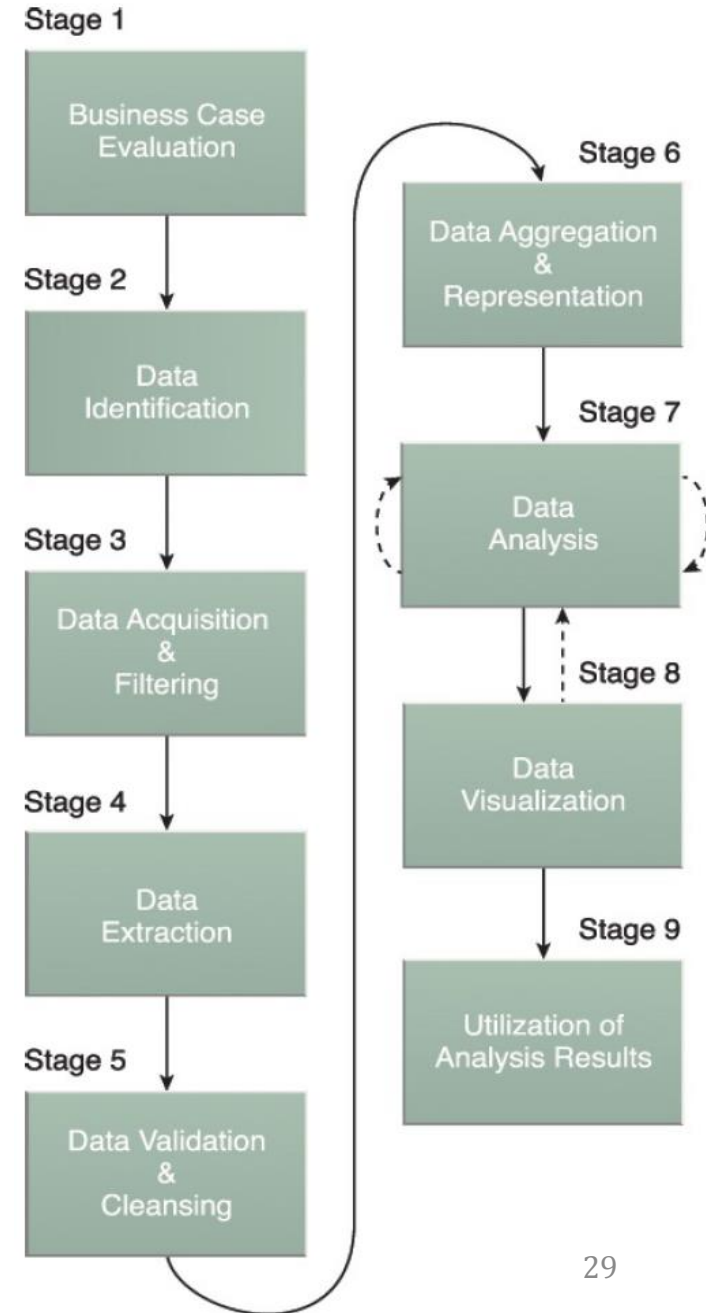 Stage 1
Business Case
Evaluation
Stage 2
Data
Identification
Stage 3
Data Acquisition
&
Filtering
Stage 4
Data
Extraction
Stage 5
Data Validation
&
Cleansing
Stage 6
Data Aggregation
&
Representation
Stage 7
Data
Analysis
Stage 8
Data
Visualization
Stage 9
Utilization of
Analysis Results
29